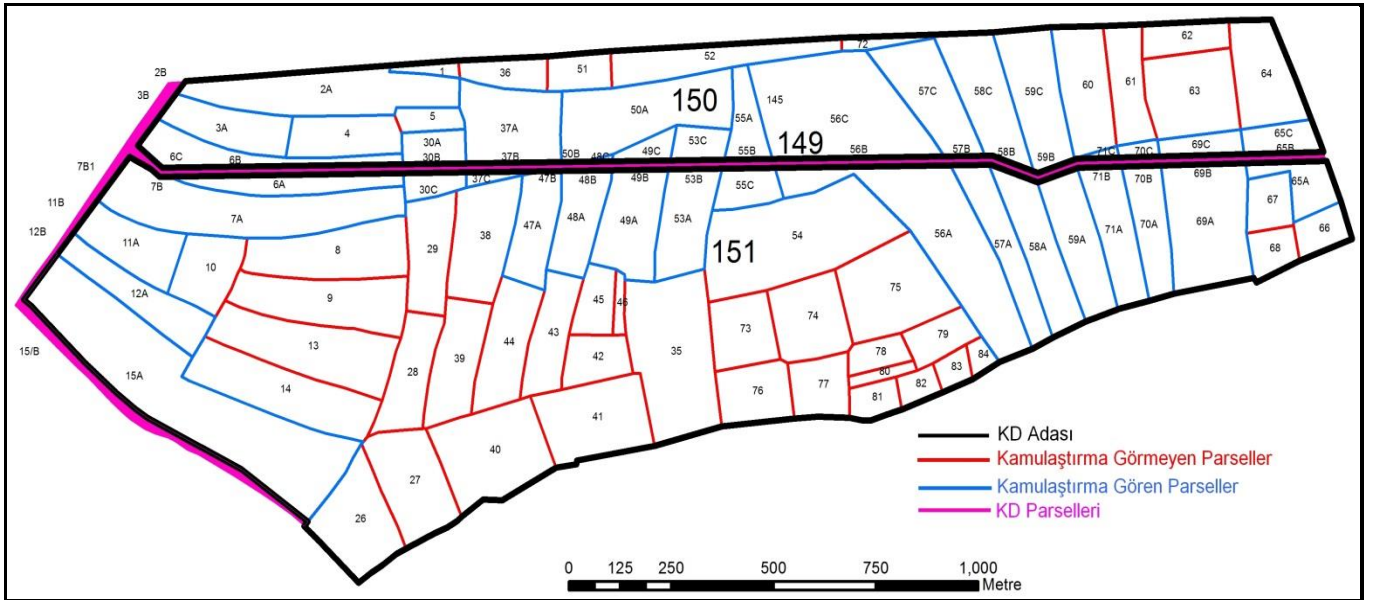 62
72
52
51
2B
36
1
64
60
61
2A
57C
58C
59C
63
3B
145
50A
150
5
55A
56C
3A
4
37A
65C
53C
149
30A
69C
49C
70C
71C
65B
55B
56B
57B
58B
59B
48C
50B
37B
30B
6B
6C
7B1
69B
70B
71B
49B
53B
48B
47B
37C
65A
55C
6A
7B
30C
67
11B
7A
48A
53A
49A
69A
70A
71A
66
12B
11A
29
38
47A
54
56A
57A
58A
59A
68
8
151
10
12A
75
9
45
46
74
15/B
73
79
13
35
43
44
78
84
42
39
83
80
15A
28
82
14
76
77
81
41
KD Adası
40
Kamulaştırma Görmeyen Parseller
27
Kamulaştırma Gören Parseller
KD Parselleri
26
0 125 250 500 750 1,000
Metre